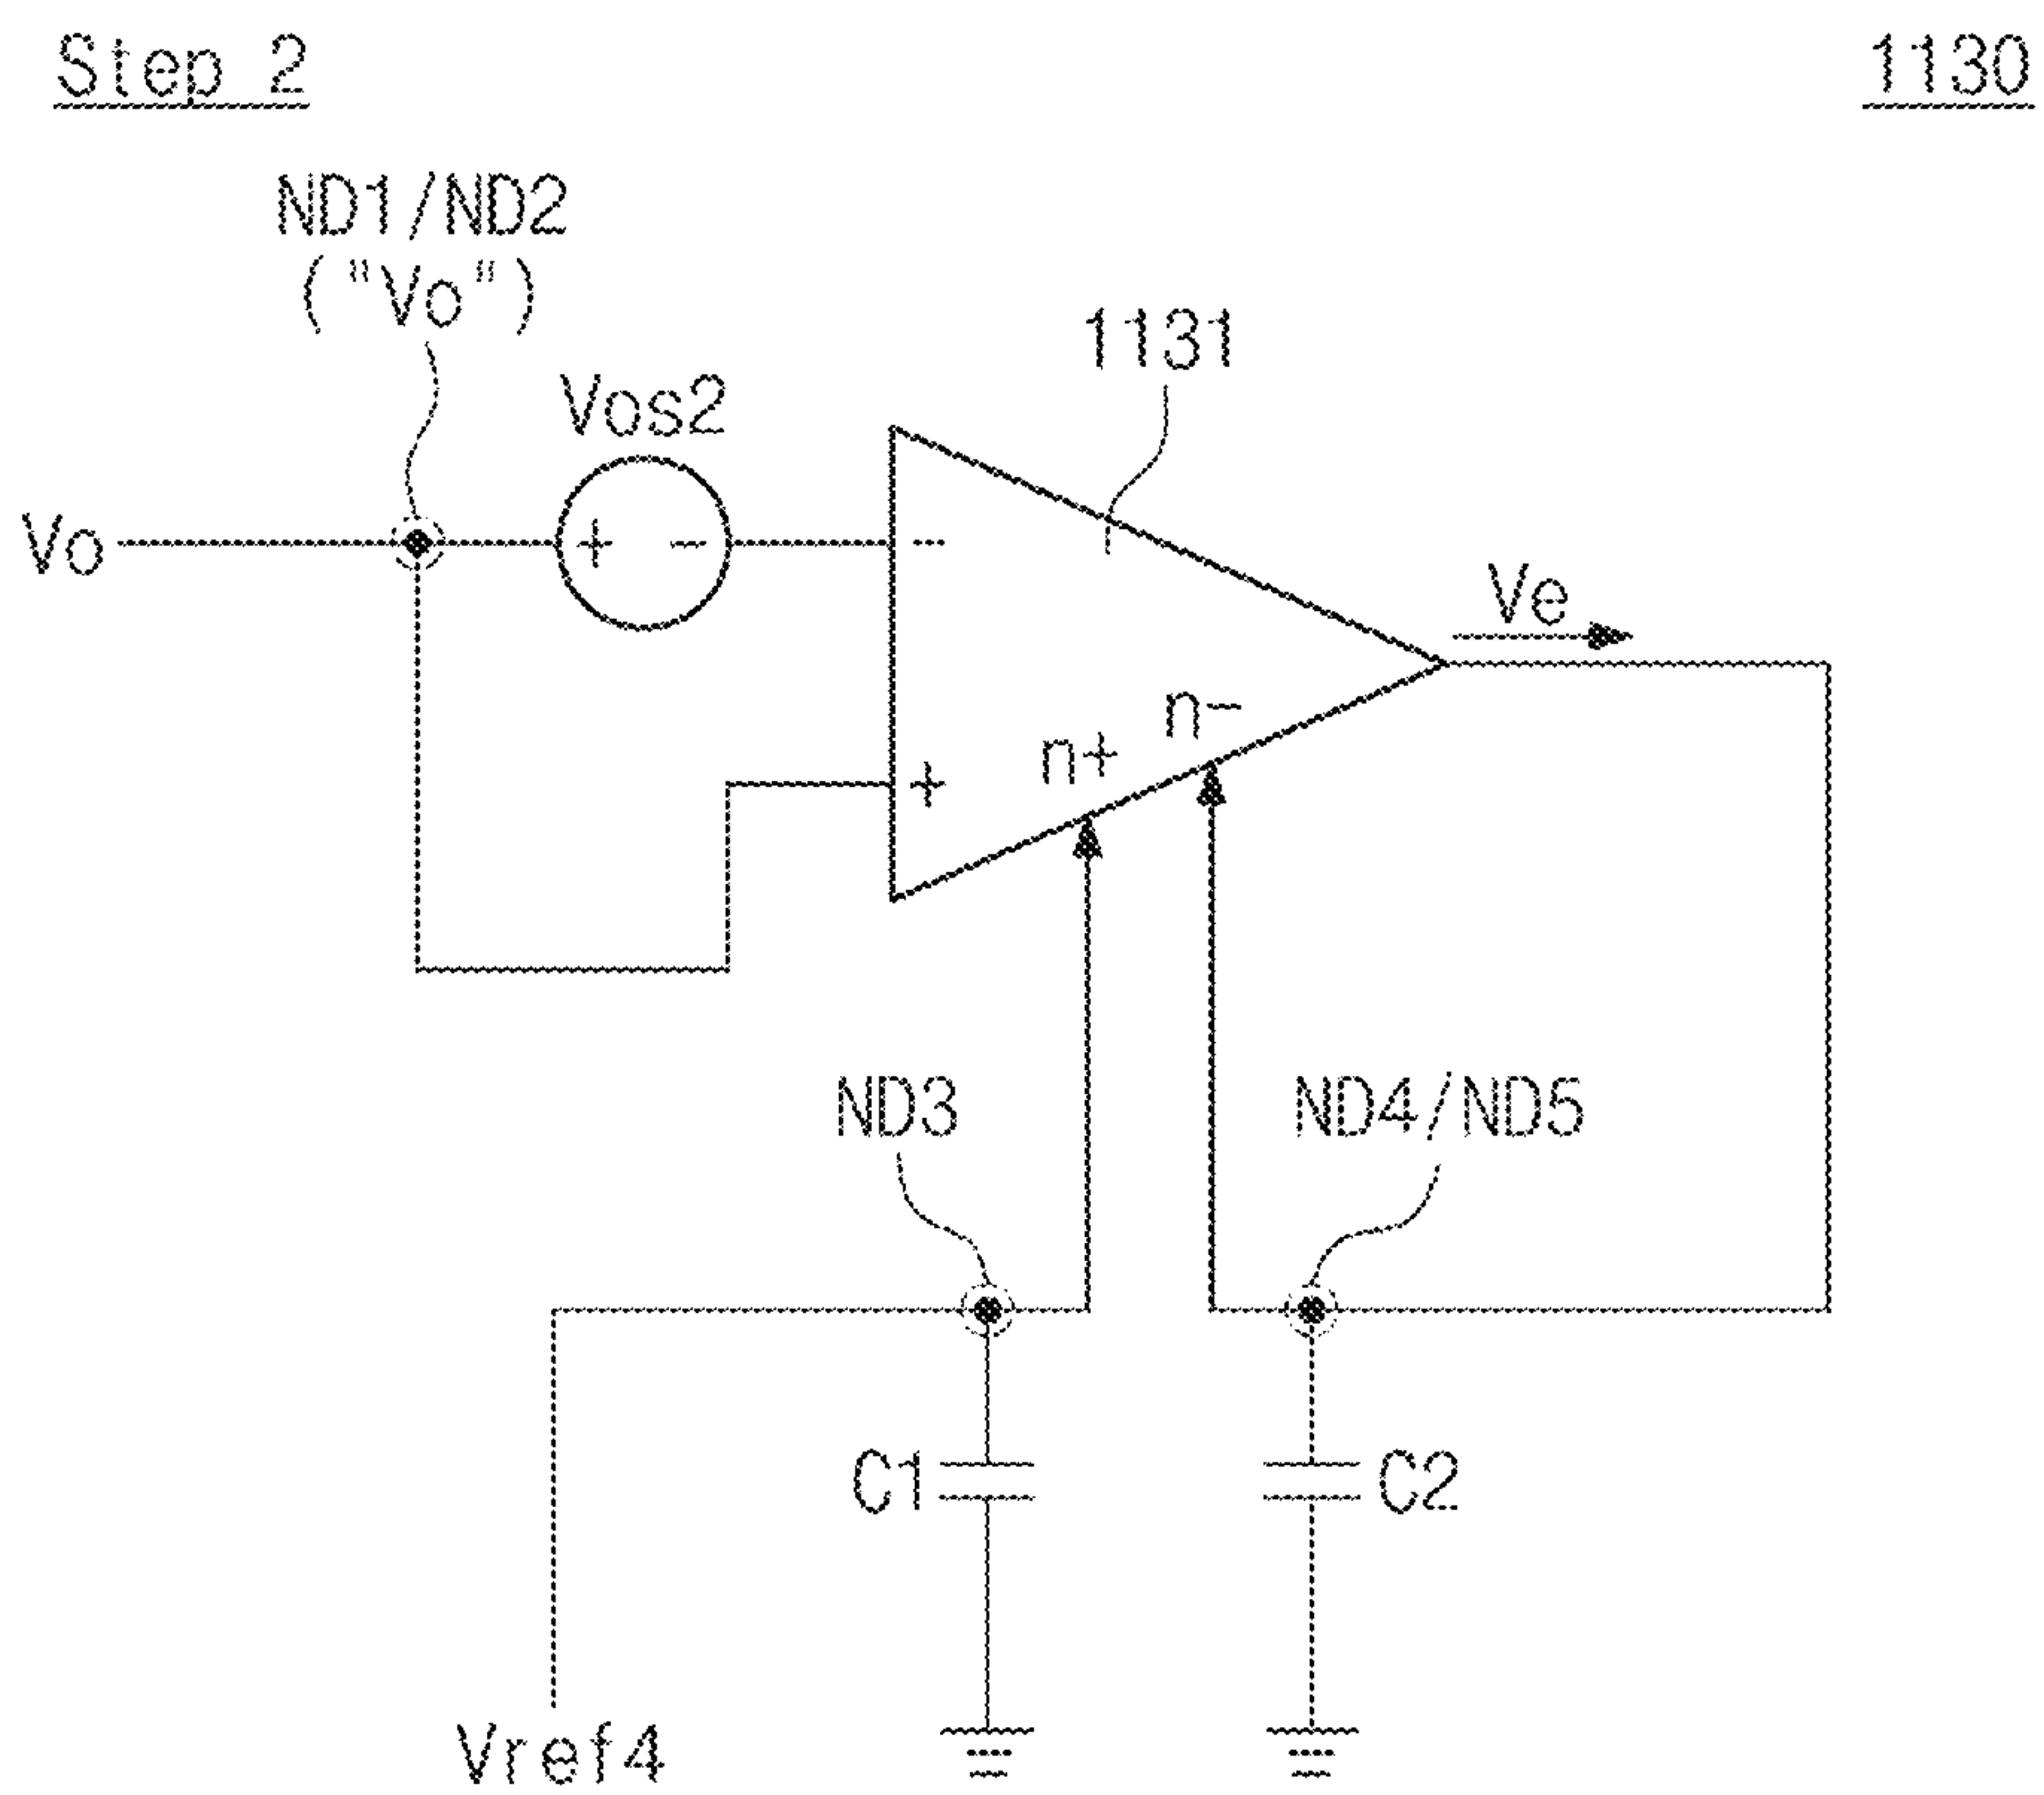 Step 2
1130
ND1/ND2
("Vo")
1131
Vos2
Vo
+ -
-
Ve
n-
n+
+
ND3
ND4/ND5
C1
C2
Vref4